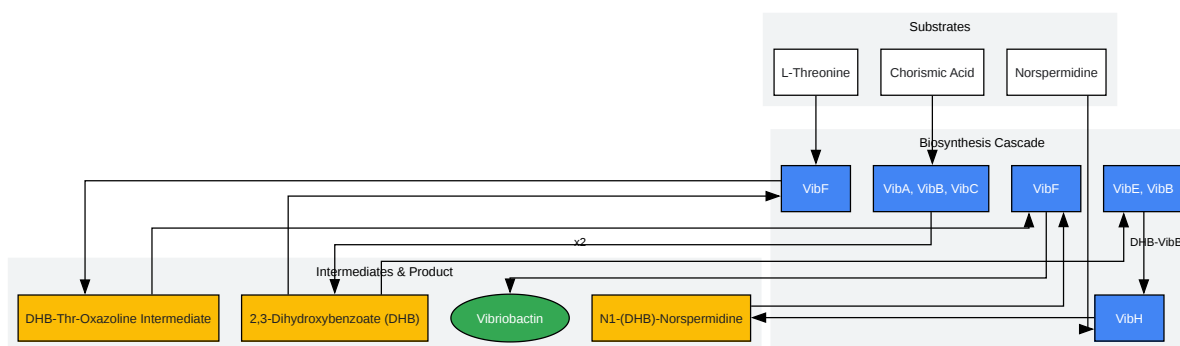 Substrates
L-Threonine
Chorismic Acid
Norspermidine
Biosynthesis Cascade
VibF
VibA, VibB, VibC
VibF
VibE, VibB
x2
DHB-VibB
Intermediates & Product
DHB-Thr-Oxazoline Intermediate
2,3-Dihydroxybenzoate (DHB)
Vibriobactin
N1-(DHB)-Norspermidine
VibH